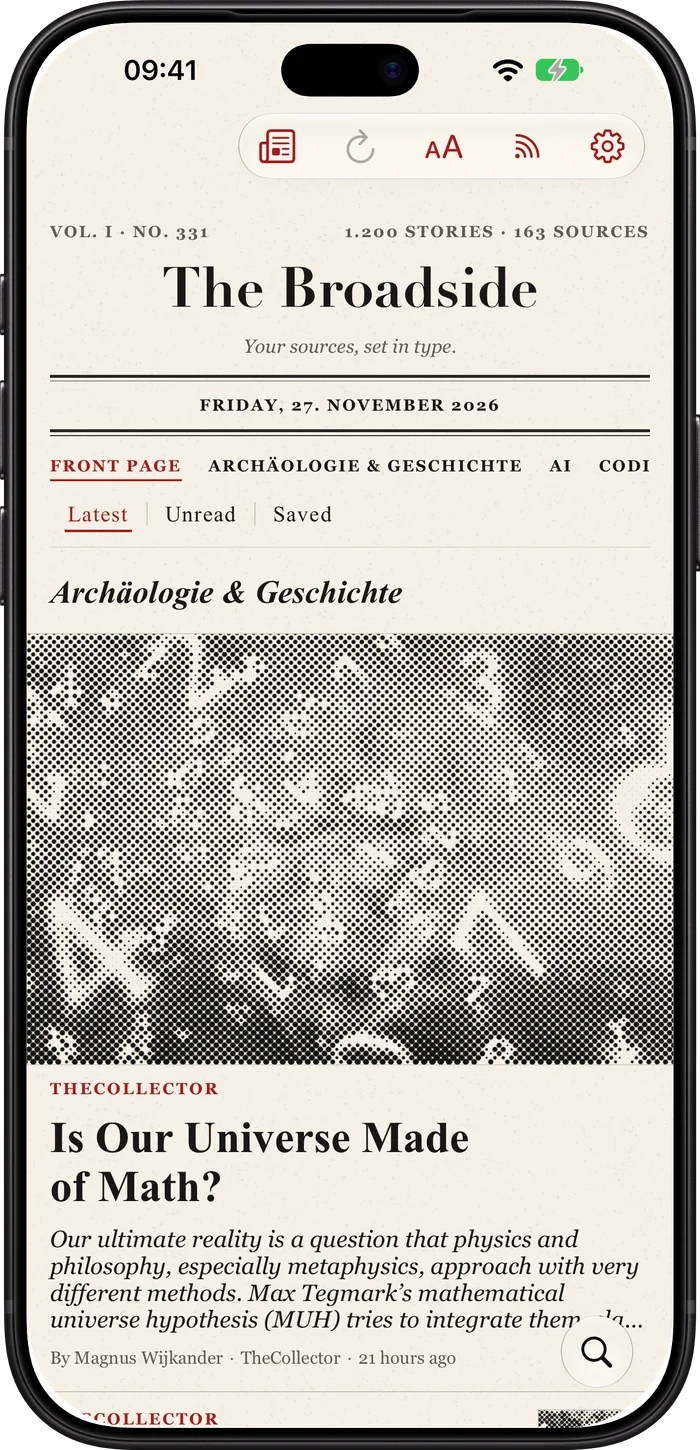 09:41
AA
VOL. I · NO. 331
1.200 STORIES · 163 SOURCES
The Broadside
Your sources, set in type.
FRIDAY, 27. NOVEMBER 2026
FRONT PAGE ARCHÄOLOGIE & GESCHICHTE AI CODI
Latest Unread Saved
Archäologie & Geschichte
THECOLLECTOR
Is Our Universe Made
of Math?
Our ultimate reality is a question that physics and
philosophy, especially metaphysics, approach with very
different methods. Max Tegmark’s mathematical
universe hypothesis (MUH) tries to integrate them
By Magnus Wijkander · TheCollector · 21 hours ago
ECOLLECTOR